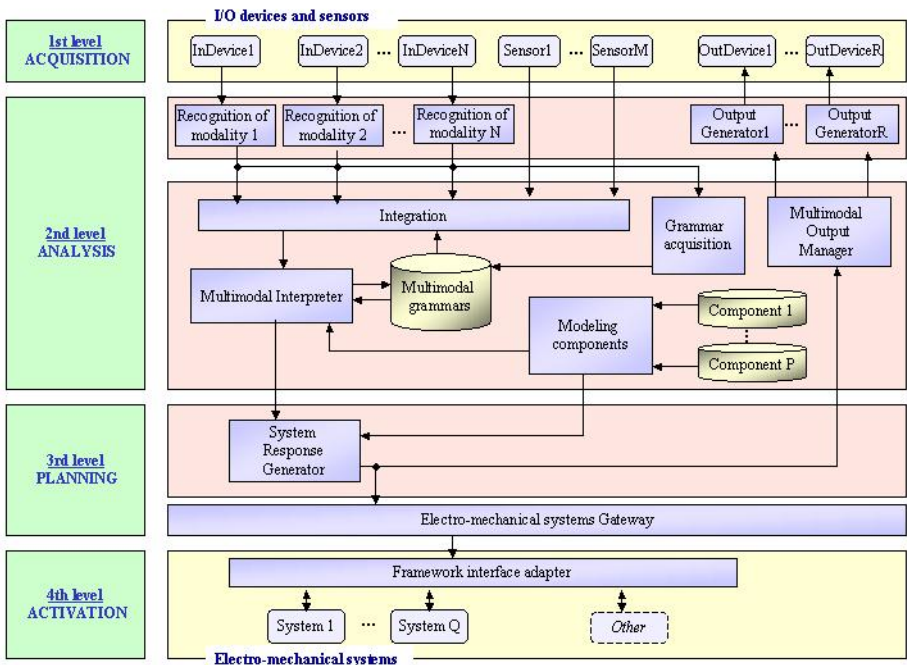 I/O devices and sensors
1st level
ACQUISITION
InDevice1
InDevice2
...
InDeviceN
Sensor1
...
SensorM
OutDevice1
...
OutDeviceR
2nd level
ANALYSIS
Recognition of
modality 1
Recognition of
modality 2
...
Recognition of
modality N
Output
Generator1
...
Output
GeneratorR
Integration
Grammar
acquisition
Multimodal
Output
Manager
Multimodal Interpreter
Multimodal
grammars
Modeling
components
Component 1
Component P
3rd level
PLANNING
System
Response
Generator
Electro-mechanical systems Gateway
4th level
ACTIVATION
Framework interface adapter
System 1
...
System Q
Other
Electro-mechanical systems